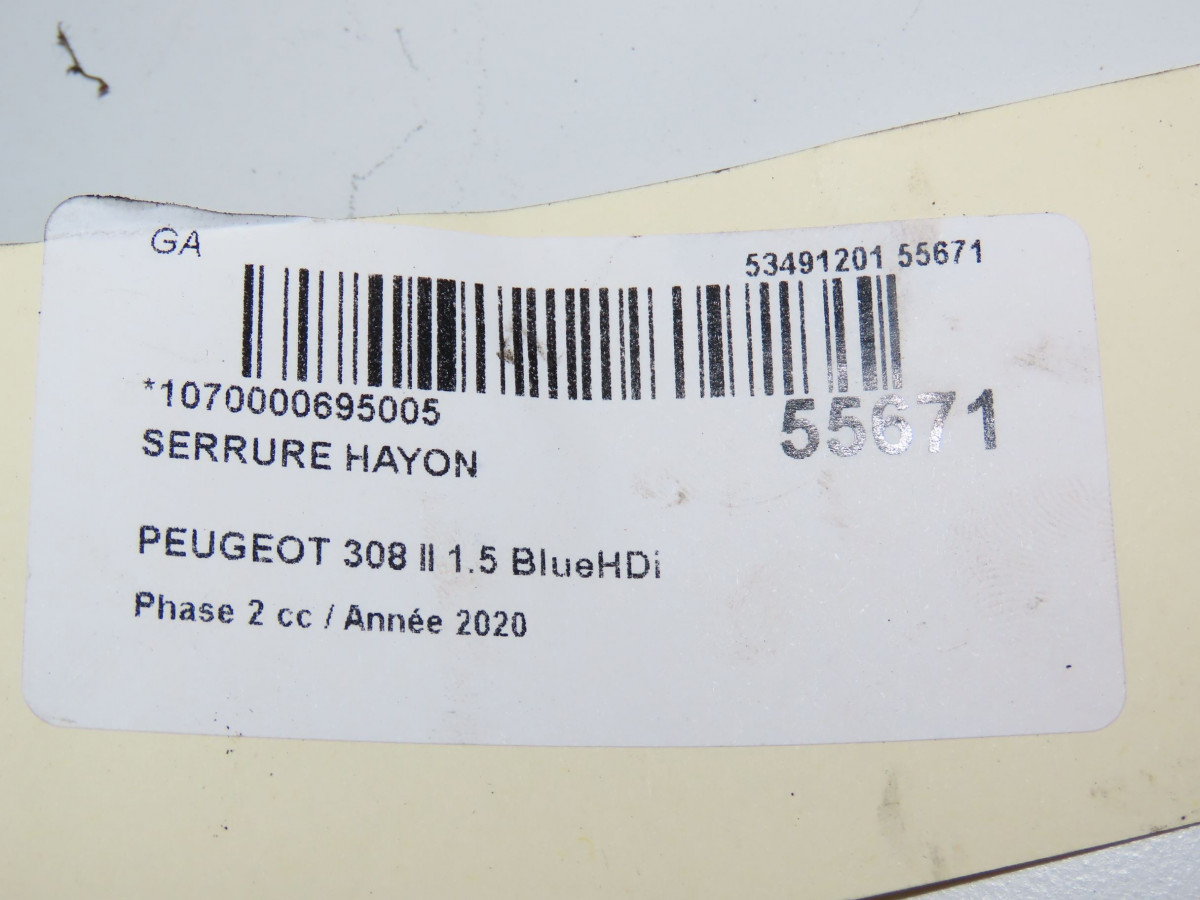 GA
53491201 55671
*1070000695005
55671
SERRURE HAYON
PEUGEOT 308 II 1.5 BlueHDi
Phase 2 cc / Année 2020